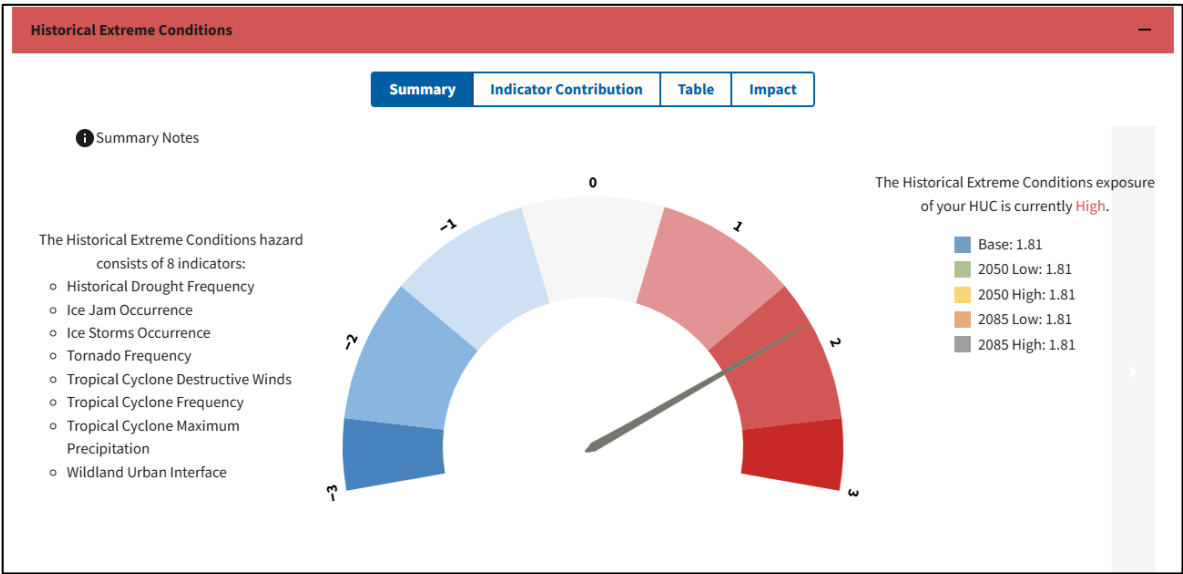 Historical Extreme Conditions
Summary
Indicator Contribution
Table
Impact
Summary Notes
The Historical Extreme Conditions hazard
consists of 8 indicators:
Historical Drought Frequency
Ice Jam Occurrence
Ice Storms Occurrence
Tornado Frequency
Tropical Cyclone Destructive Winds
Tropical Cyclone Frequency
Tropical Cyclone Maximum
Precipitation
Wildland Urban Interface
−3
−2
−1
0
1
2
3
The Historical Extreme Conditions exposure
of your HUC is currently High.
Base: 1.81
2050 Low: 1.81
2050 High: 1.81
2085 Low: 1.81
2085 High: 1.81